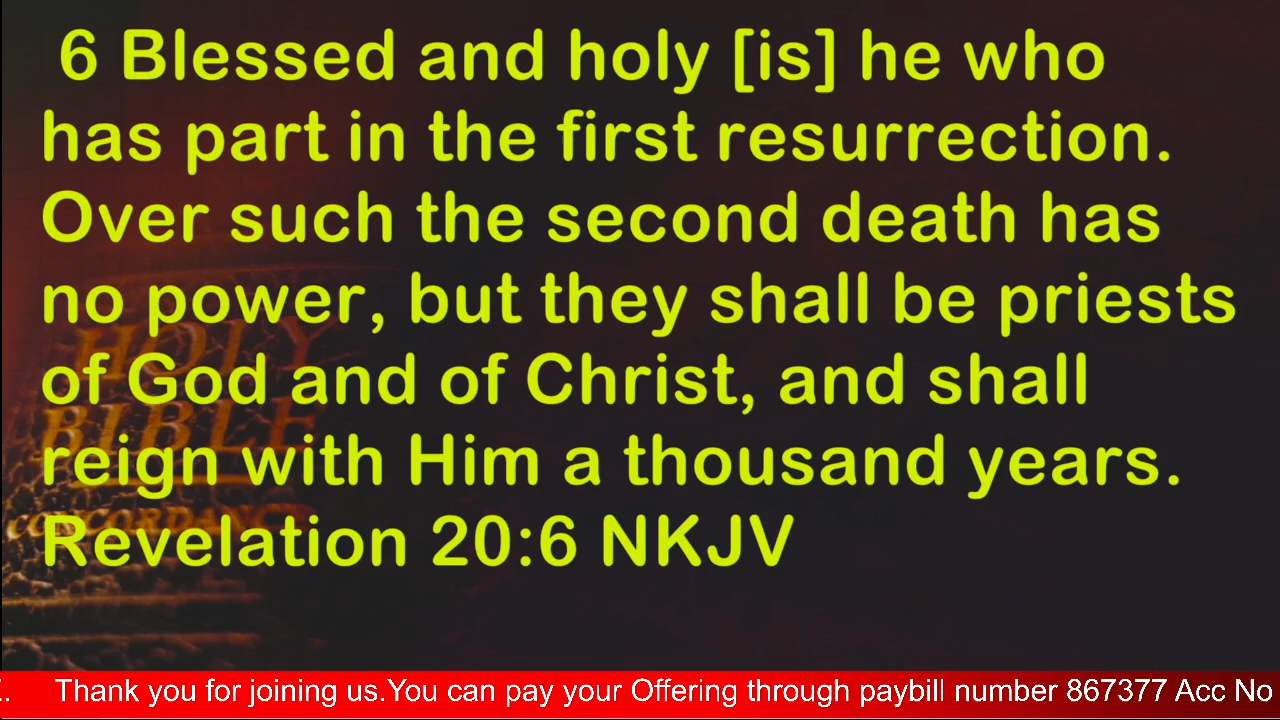 6 Blessed and holy [is] he who
has part in the first resurrection.
Over such the second death has
no power, but they shall be priests
of God and of Christ, and shall
reign with Him a thousand years.
Revelation 20:6 NKJV
HOLY
BIBLE
CONCORDANCE
. Thank you for joining us.You can pay your Offering through paybill number 867377 Acc No